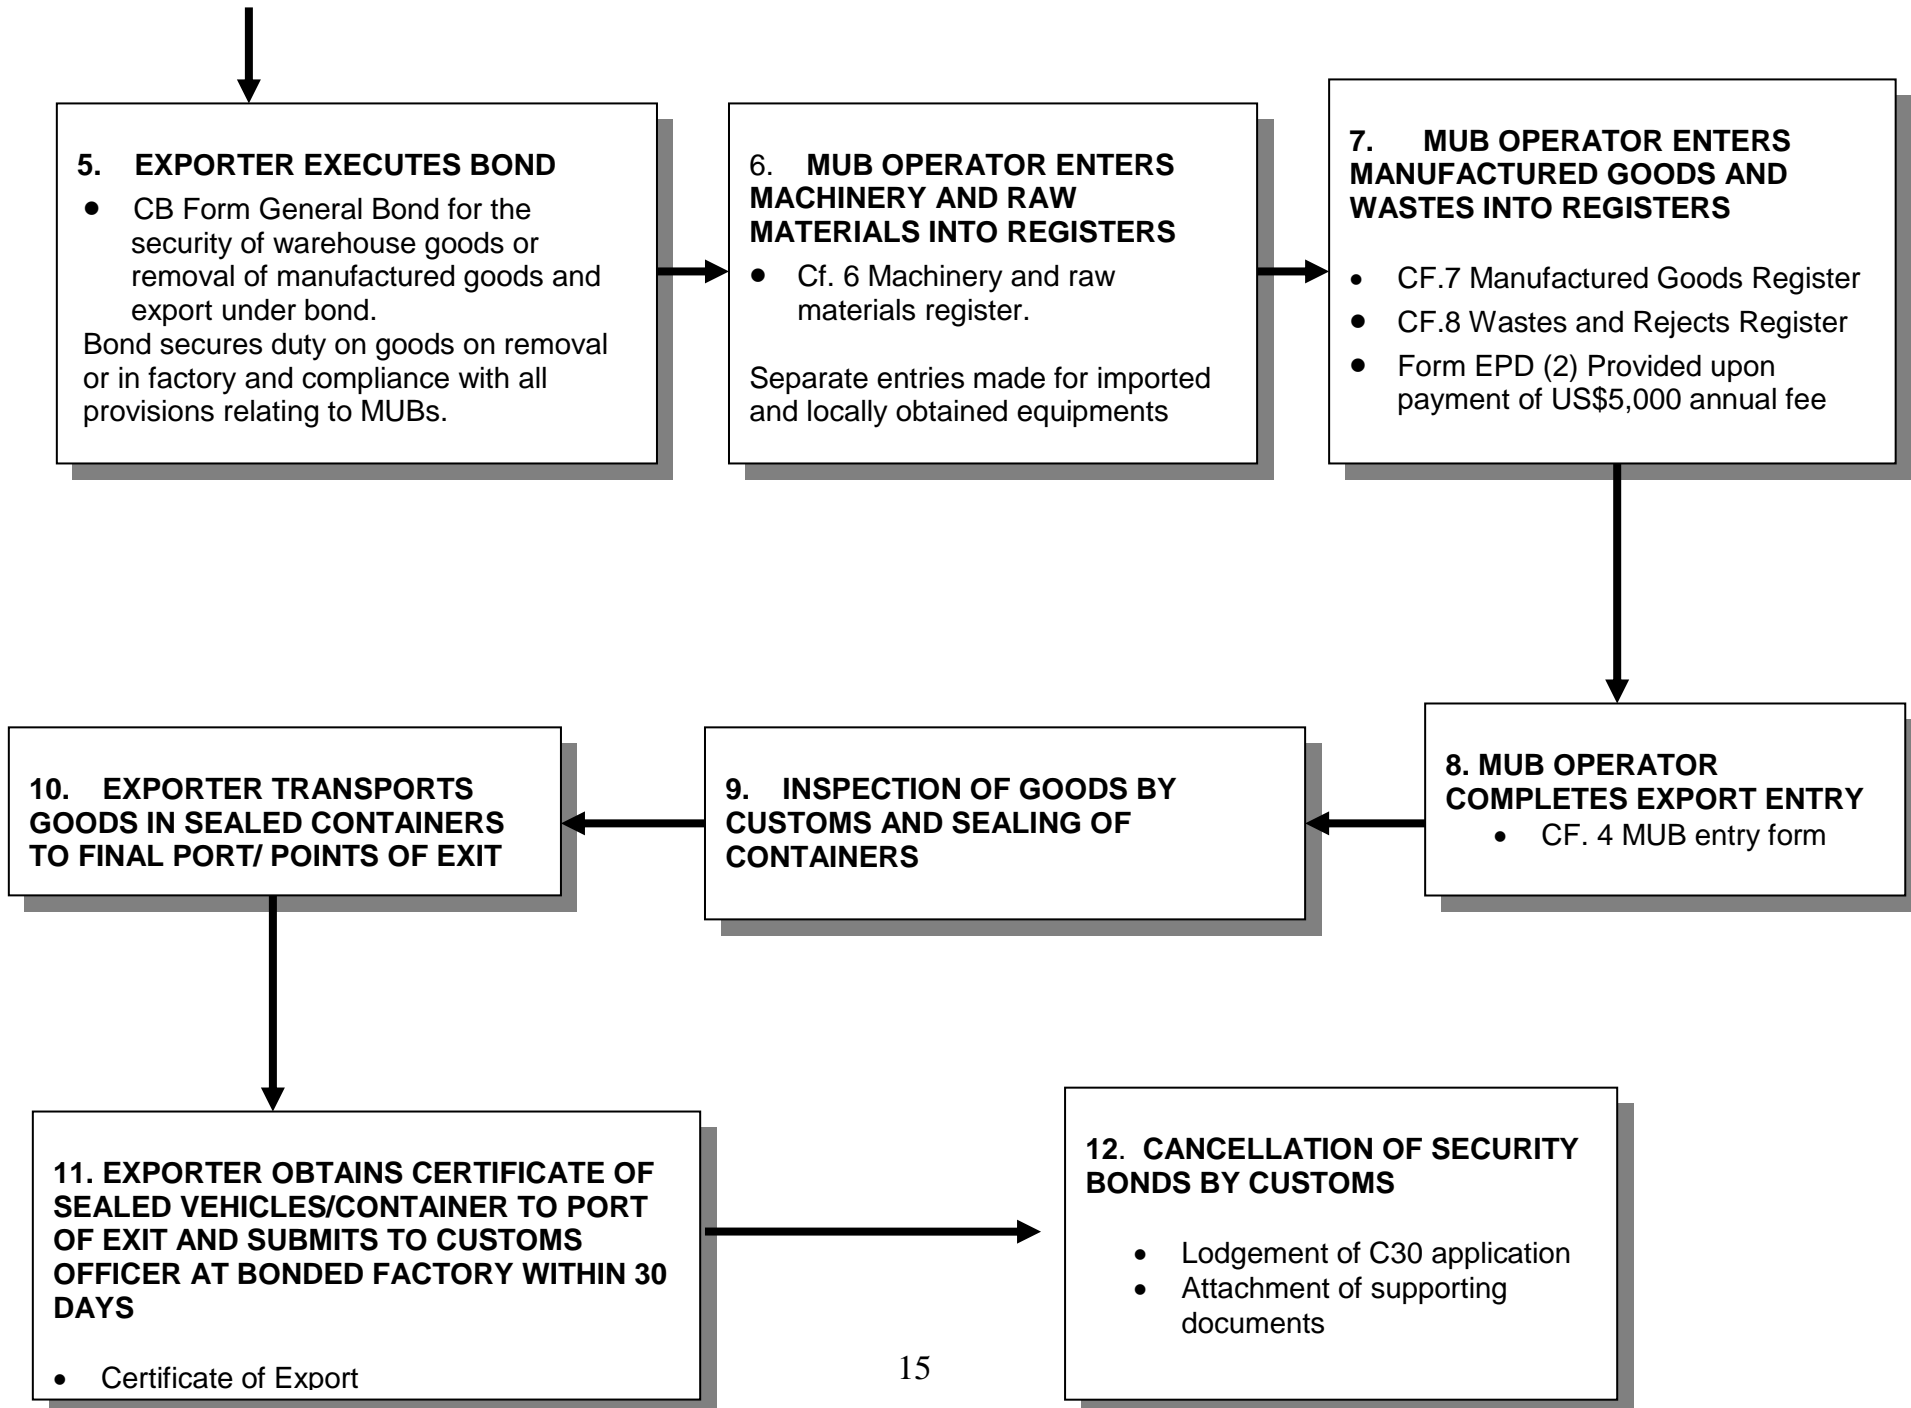 5. EXPORTER EXECUTES BOND
● CB Form General Bond for the
security of warehouse goods or
removal of manufactured goods and
export under bond.
Bond secures duty on goods on removal
or in factory and compliance with all
provisions relating to MUBs.
6. MUB OPERATOR ENTERS
MACHINERY AND RAW
MATERIALS INTO REGISTERS
● Cf. 6 Machinery and raw
materials register.
Separate entries made for imported
and locally obtained equipments
7. MUB OPERATOR ENTERS
MANUFACTURED GOODS AND
WASTES INTO REGISTERS
● CF.7 Manufactured Goods Register
● CF.8 Wastes and Rejects Register
● Form EPD (2) Provided upon
payment of US$5,000 annual fee
8. MUB OPERATOR
COMPLETES EXPORT ENTRY
● CF. 4 MUB entry form
9. INSPECTION OF GOODS BY
CUSTOMS AND SEALING OF
CONTAINERS
10. EXPORTER TRANSPORTS
GOODS IN SEALED CONTAINERS
TO FINAL PORT/ POINTS OF EXIT
11. EXPORTER OBTAINS CERTIFICATE OF
SEALED VEHICLES/CONTAINER TO PORT
OF EXIT AND SUBMITS TO CUSTOMS
OFFICER AT BONDED FACTORY WITHIN 30
DAYS
● Certificate of Export
12. CANCELLATION OF SECURITY
BONDS BY CUSTOMS
● Lodgement of C30 application
● Attachment of supporting
documents
15